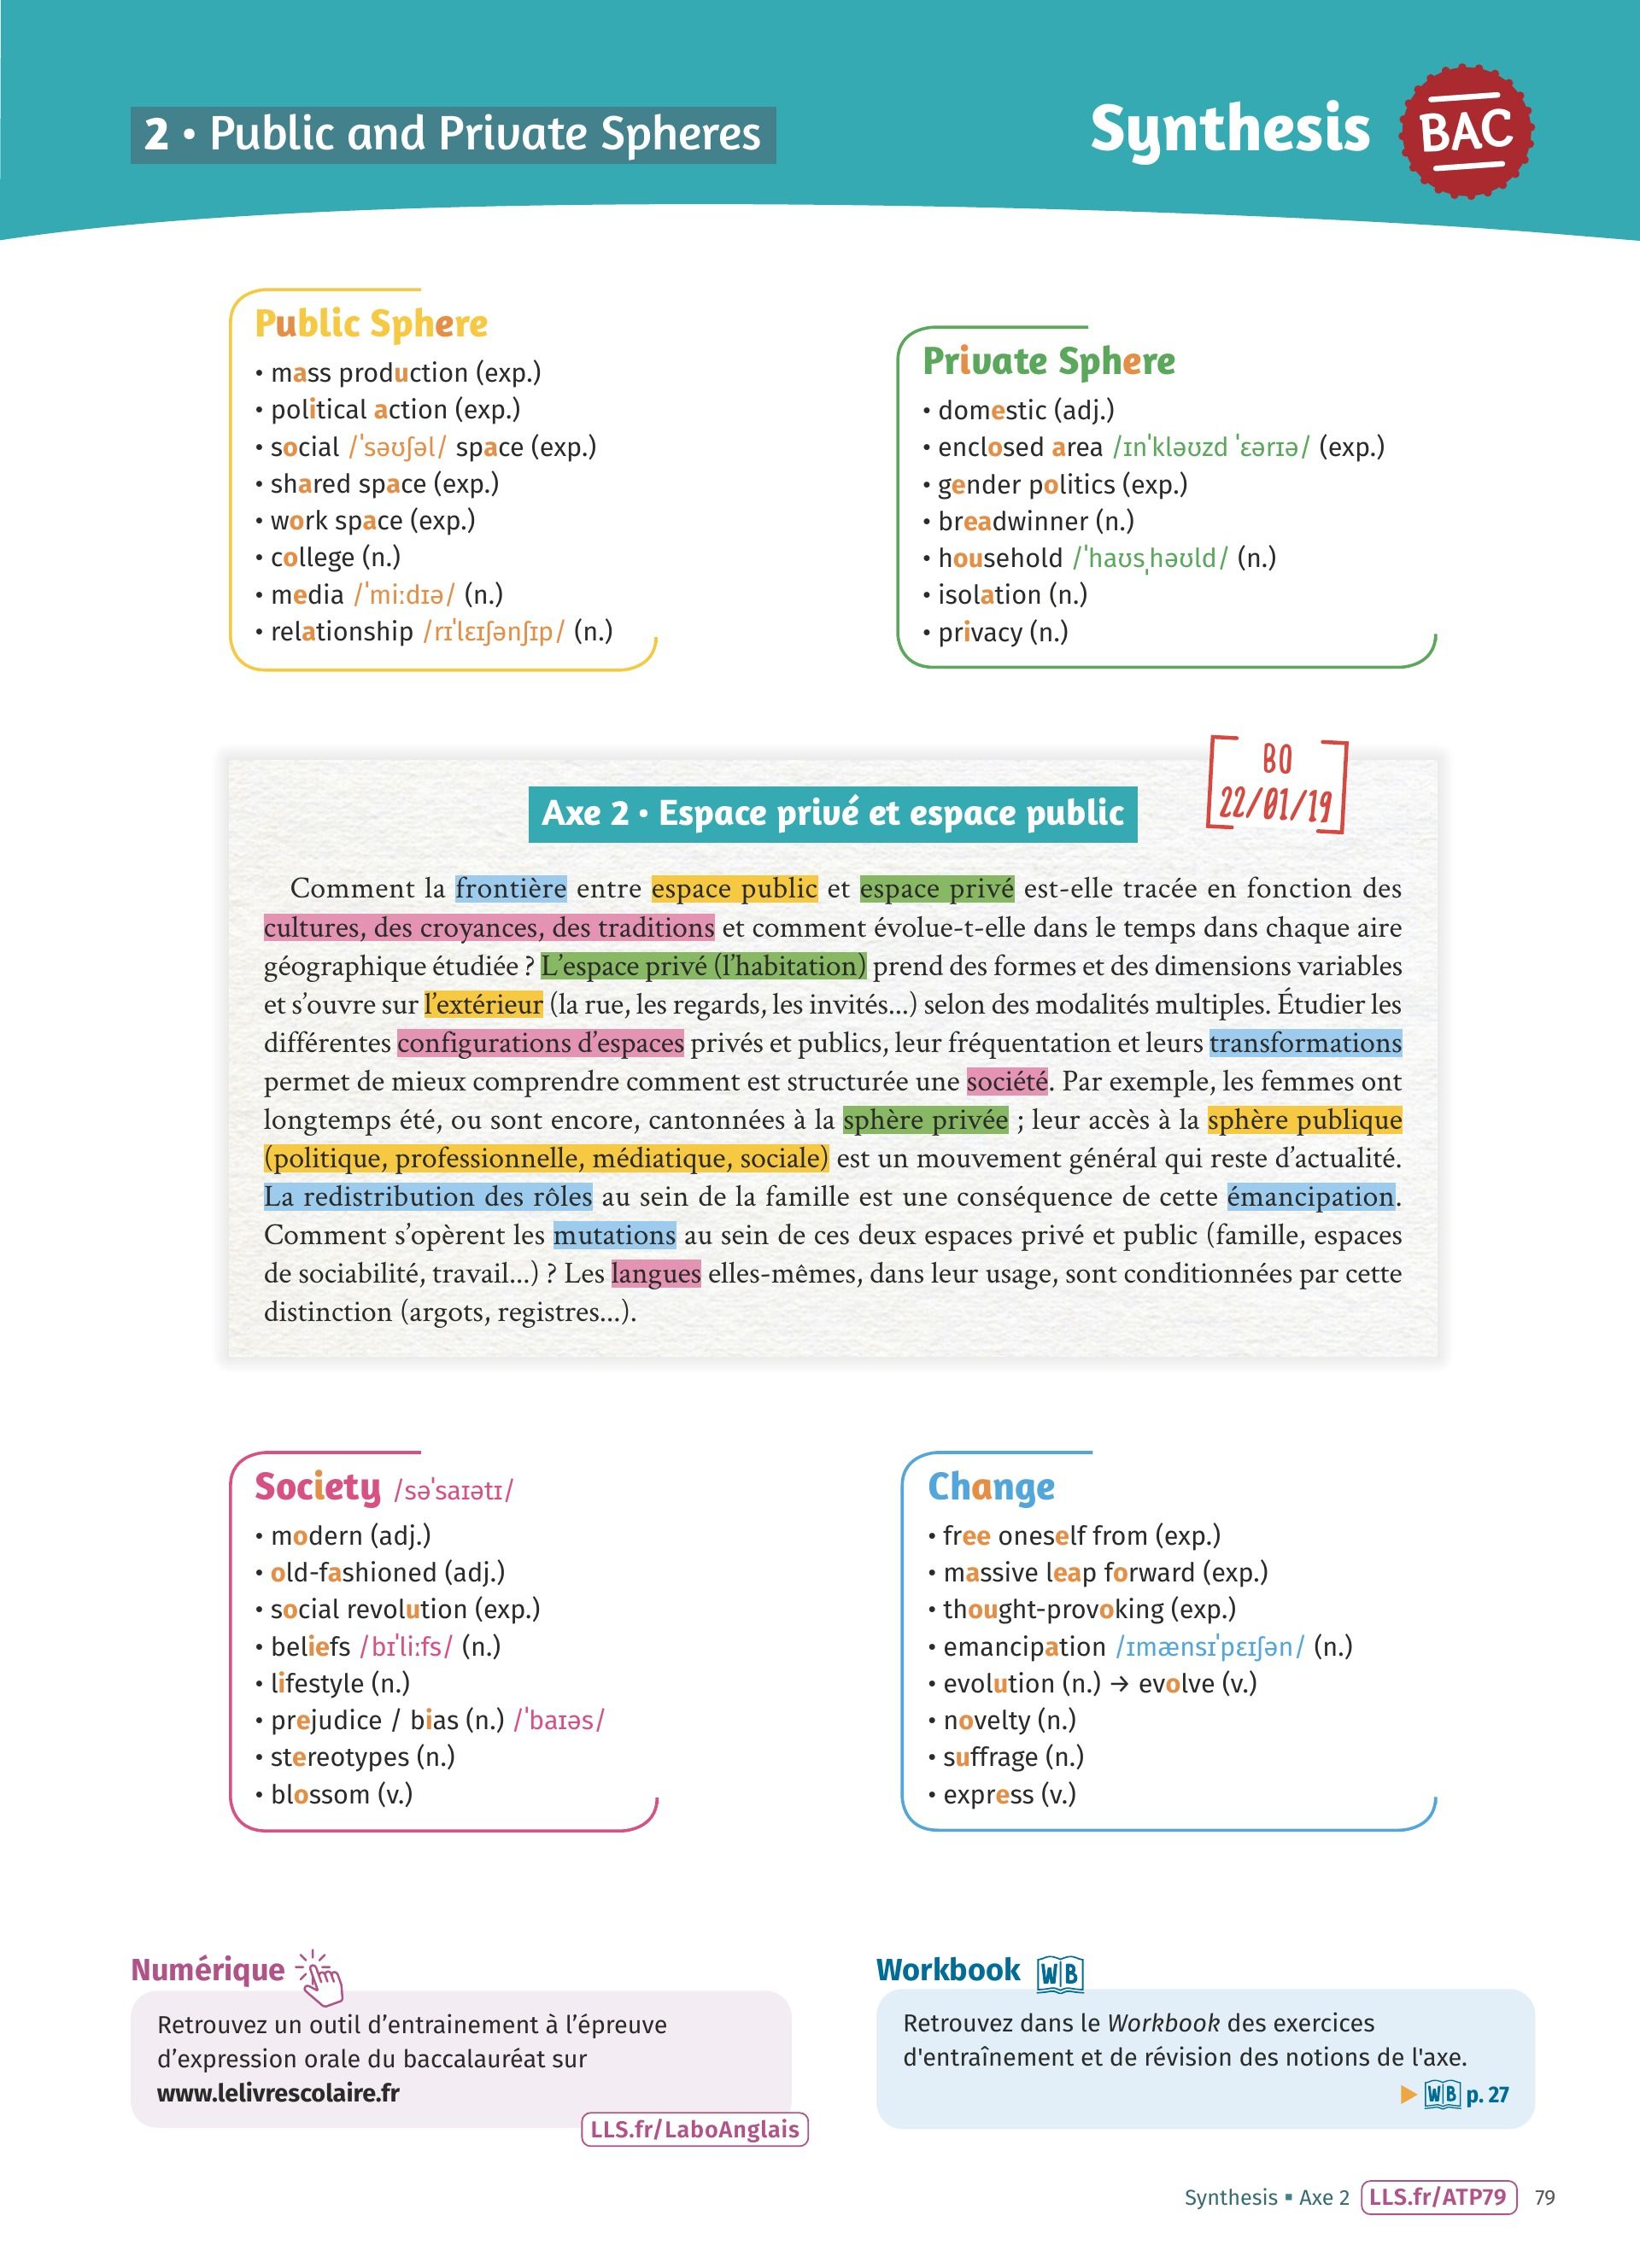 2 • Public and Private Spheres
Synthesis
BAC
Public Sphere
• mass production (exp.)
• political action (exp.)
• social /ˈsəʊʃəl/ space (exp.)
• shared space (exp.)
• work space (exp.)
• college (n.)
• media /ˈmiːdɪə/ (n.)
• relationship /rɪˈlɛɪʃənʃɪp/ (n.)
Private Sphere
• domestic (adj.)
• enclosed area /ɪnˈkləʊzd ˈɛərɪə/ (exp.)
• gender politics (exp.)
• breadwinner (n.)
• household /ˈhaʊsˌhəʊld/ (n.)
• isolation (n.)
• privacy (n.)
BO
22/01/19
Axe 2 • Espace privé et espace public
Comment la frontière entre espace public et espace privé est-elle tracée en fonction des
cultures, des croyances, des traditions et comment évolue-t-elle dans le temps dans chaque aire
géographique étudiée ? L’espace privé (l’habitation) prend des formes et des dimensions variables
et s’ouvre sur l’extérieur (la rue, les regards, les invités...) selon des modalités multiples. Étudier les
différentes configurations d’espaces privés et publics, leur fréquentation et leurs transformations
permet de mieux comprendre comment est structurée une société. Par exemple, les femmes ont
longtemps été, ou sont encore, cantonnées à la sphère privée ; leur accès à la sphère publique
(politique, professionnelle, médiatique, sociale) est un mouvement général qui reste d’actualité.
La redistribution des rôles au sein de la famille est une conséquence de cette émancipation.
Comment s’opèrent les mutations au sein de ces deux espaces privé et public (famille, espaces
de sociabilité, travail...) ? Les langues elles-mêmes, dans leur usage, sont conditionnées par cette
distinction (argots, registres...).
Society /səˈsaɪətɪ/
• modern (adj.)
• old-fashioned (adj.)
• social revolution (exp.)
• beliefs /bɪˈliːfs/ (n.)
• lifestyle (n.)
• prejudice / bias (n.) /ˈbaɪəs/
• stereotypes (n.)
• blossom (v.)
Change
• free oneself from (exp.)
• massive leap forward (exp.)
• thought-provoking (exp.)
• emancipation /ɪmænsɪˈpɛɪʃən/ (n.)
• evolution (n.) → evolve (v.)
• novelty (n.)
• suffrage (n.)
• express (v.)
Numérique
Retrouvez un outil d’entrainement à l’épreuve
d’expression orale du baccalauréat sur
www.lelivrescolaire.fr
LLS.fr/LaboAnglais
Workbook WB
Retrouvez dans le Workbook des exercices
d'entraînement et de révision des notions de l'axe.
▶ WB p. 27
Synthesis ▪ Axe 2 LLS.fr/ATP79 79